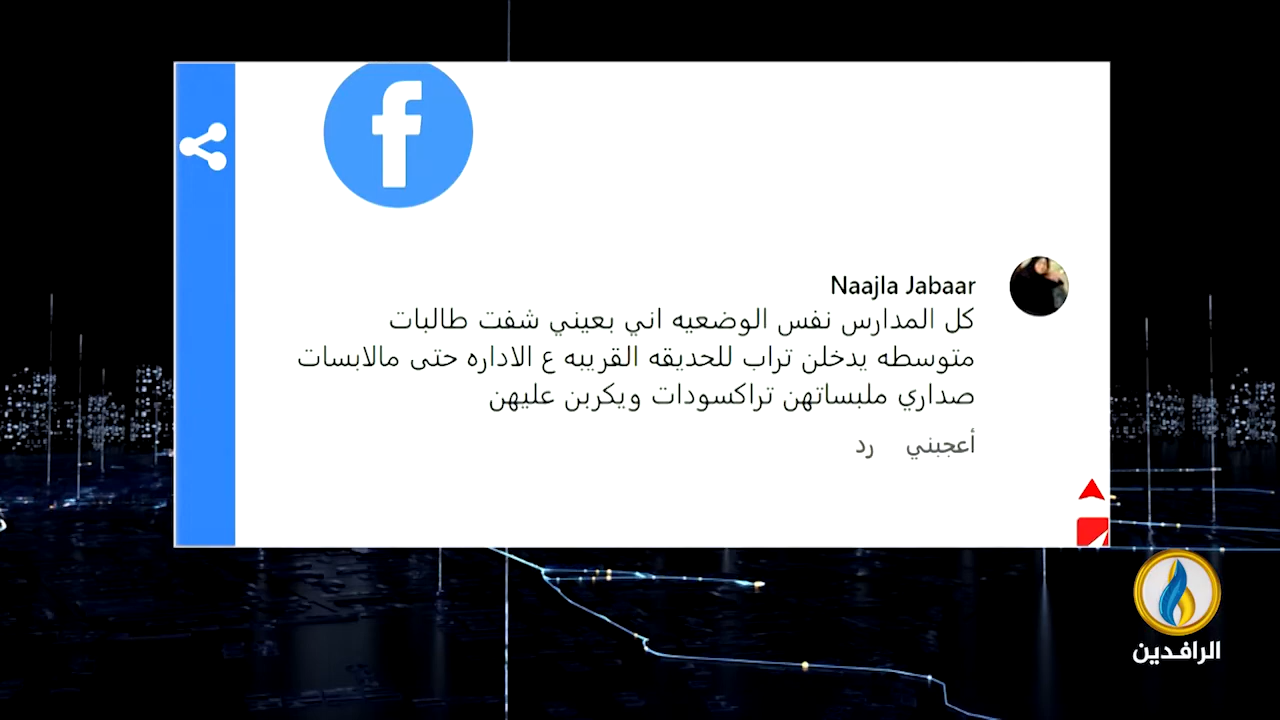 Naajla Jabaar
كل المدارس نفس الوضعيه اني بعيني شفت طالبات
متوسطه يدخلن تراب للحديقه القريبه ع الاداره حتى مالابسات
صداري ملبساتهن تراكسودات ويكربن عليهن
أعجبني رد
الرافدين